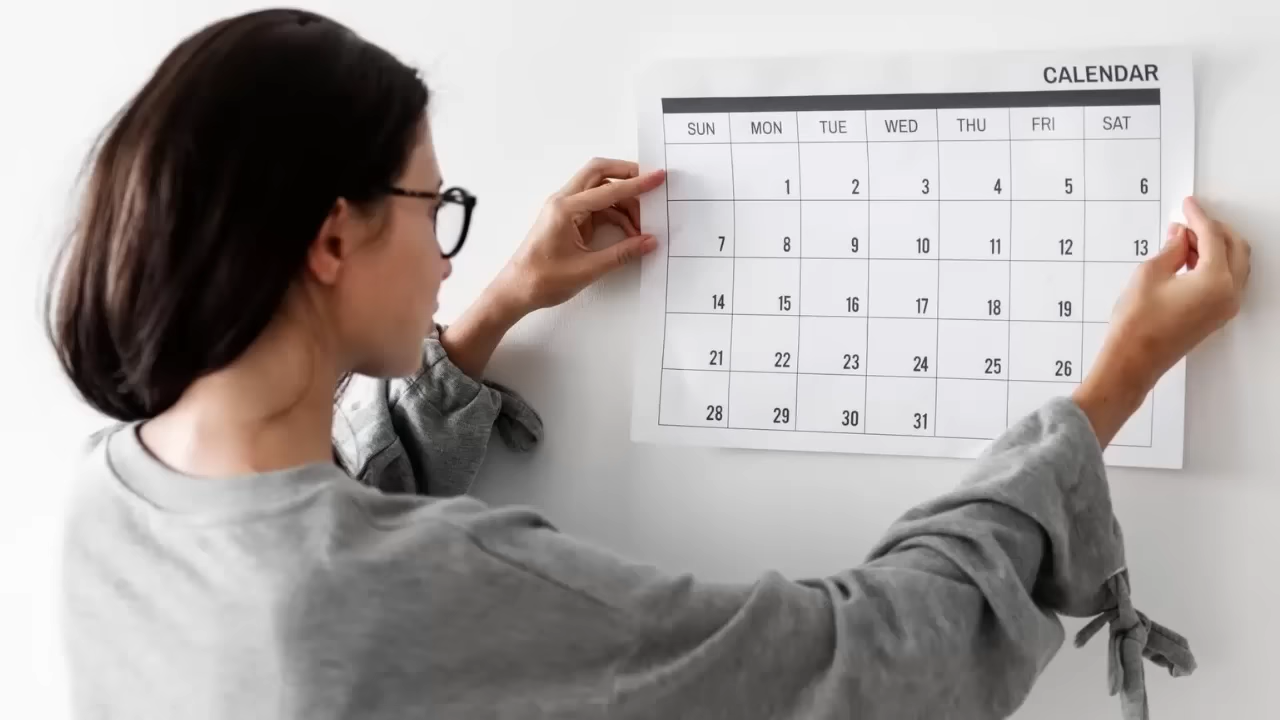 CALENDAR
SUN MON TUE WED THU FRI SAT
1 2 3 4 5 6
7 8 9 10 11 12 13
14 15 16 17 18 19
21 22 23 24 25 26
28 29 30 31